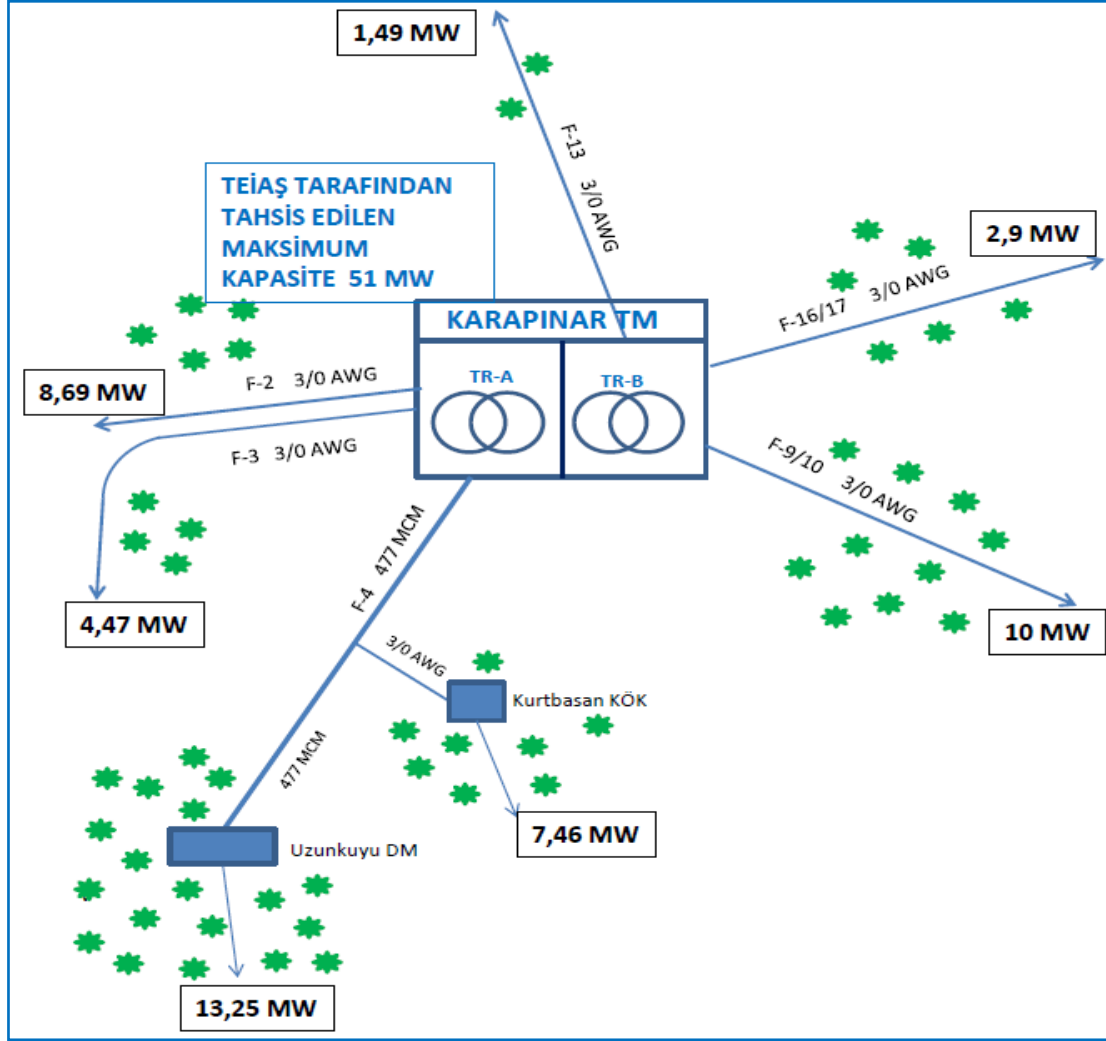 1,49 MW
F-13 3/0 AWG
TEİAŞ TARAFINDAN
TAHSİS EDİLEN
MAKSİMUM
KAPASİTE 51 MW
2,9 MW
F-16/17 3/0 AWG
KARAPINAR TM
TR-A
TR-B
F-2 3/0 AWG
8,69 MW
F-3 3/0 AWG
F-9/10 3/0 AWG
F-4 477 MCM
4,47 MW
10 MW
3/0 AWG
Kurtbasan KÖK
477 MCM
7,46 MW
Uzunkuyu DM
13,25 MW